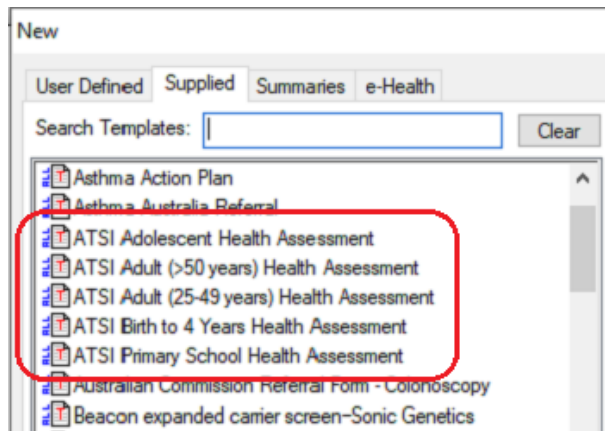 New
User Defined Supplied Summaries e-Health
Search Templates: Clear
Asthma Action Plan
Asthma Australia Referral
ATSI Adolescent Health Assessment
ATSI Adult (>50 years) Health Assessment
ATSI Adult (25-49 years) Health Assessment
ATSI Birth to 4 Years Health Assessment
ATSI Primary School Health Assessment
Australian Commission Referral Form - Colonoscopy
Beacon expanded carrier screen-Sonic Genetics